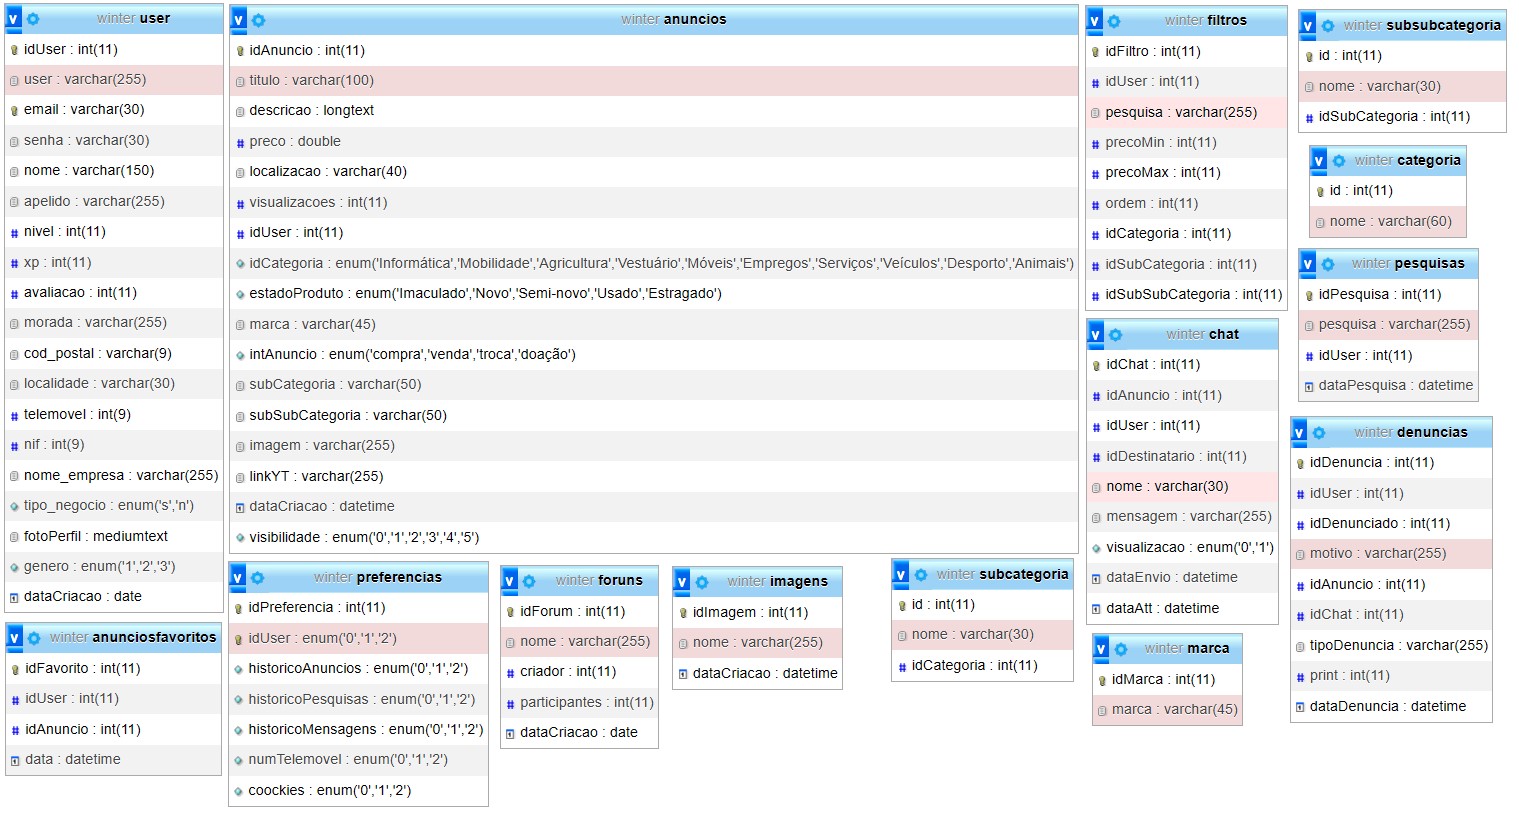 winter user
idUser : int(11)
user : varchar(255)
email : varchar(30)
senha : varchar(30)
nome : varchar(150)
apelido : varchar(255)
nivel : int(11)
xp : int(11)
avaliacao : int(11)
morada : varchar(255)
cod_postal : varchar(9)
localidade : varchar(30)
telemovel : int(9)
nif : int(9)
nome_empresa : varchar(255)
tipo_negocio : enum('s','n')
fotoPerfil : mediumtext
genero : enum('1','2','3')
dataCriacao : date
winter anunciosfavoritos
idFavorito : int(11)
idUser : int(11)
idAnuncio : int(11)
data : datetime
winter anuncios
idAnuncio : int(11)
titulo : varchar(100)
descricao : longtext
preco : double
localizacao : varchar(40)
visualizacoes : int(11)
idUser : int(11)
idCategoria : enum('Informática','Mobilidade','Agricultura','Vestuário','Móveis','Empregos','Serviços','Veículos','Desporto','Animais')
estadoProduto : enum('Imaculado','Novo','Semi-novo','Usado','Estragado')
marca : varchar(45)
intAnuncio : enum('compra','venda','troca','doação')
subCategoria : varchar(50)
subSubCategoria : varchar(50)
imagem : varchar(255)
linkYT : varchar(255)
dataCriacao : datetime
visibilidade : enum('0','1','2','3','4','5')
winter preferencias
idPreferencia : int(11)
idUser : enum('0','1','2')
historicoAnuncios : enum('0','1','2')
historicoPesquisas : enum('0','1','2')
historicoMensagens : enum('0','1','2')
numTelemovel : enum('0','1','2')
coockies : enum('0','1','2')
winter foruns
idForum : int(11)
nome : varchar(255)
criador : int(11)
participantes : int(11)
dataCriacao : date
winter imagens
idImagem : int(11)
nome : varchar(255)
dataCriacao : datetime
winter subcategoria
id : int(11)
nome : varchar(30)
idCategoria : int(11)
winter filtros
idFiltro : int(11)
idUser : int(11)
pesquisa : varchar(255)
precoMin : int(11)
precoMax : int(11)
ordem : int(11)
idCategoria : int(11)
idSubCategoria : int(11)
idSubSubCategoria : int(11)
winter chat
idChat : int(11)
idAnuncio : int(11)
idUser : int(11)
idDestinatario : int(11)
nome : varchar(30)
mensagem : varchar(255)
visualizacao : enum('0','1')
dataEnvio : datetime
dataAtt : datetime
winter marca
idMarca : int(11)
marca : varchar(45)
winter subsubcategoria
id : int(11)
nome : varchar(30)
idSubCategoria : int(11)
winter categoria
id : int(11)
nome : varchar(60)
winter pesquisas
idPesquisa : int(11)
pesquisa : varchar(255)
idUser : int(11)
dataPesquisa : datetime
winter denuncias
idDenuncia : int(11)
idUser : int(11)
idDenunciado : int(11)
motivo : varchar(255)
idAnuncio : int(11)
idChat : int(11)
tipoDenuncia : varchar(255)
print : int(11)
dataDenuncia : datetime